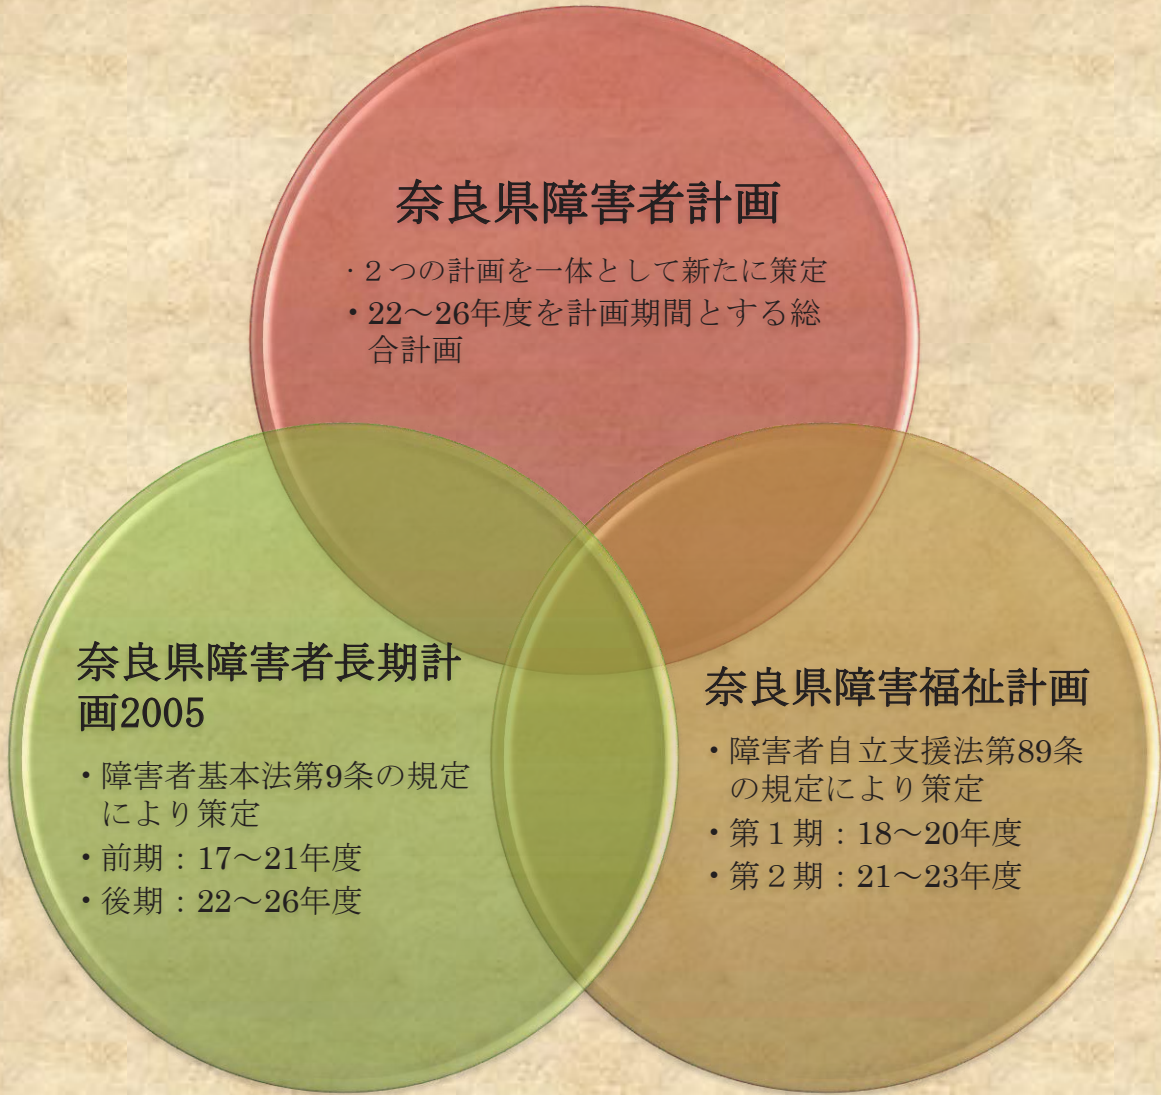 奈良県障害者計画
・２つの計画を一体として新たに策定
・22～26年度を計画期間とする総
合計画
奈良県障害者長期計
画2005
・障害者基本法第9条の規定
により策定
・前期：17～21年度
・後期：22～26年度
奈良県障害福祉計画
・障害者自立支援法第89条
の規定により策定
・第１期：18～20年度
・第２期：21～23年度